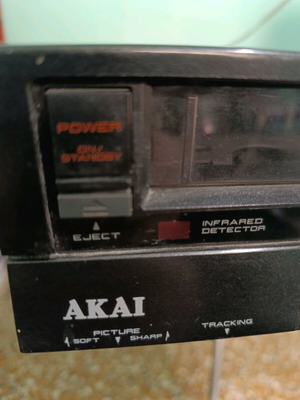 POWER
ON/
STANDBY
EJECT
INFRARED
DETECTOR
AKAI
PICTURE
SOFT SHARP
TRACKING